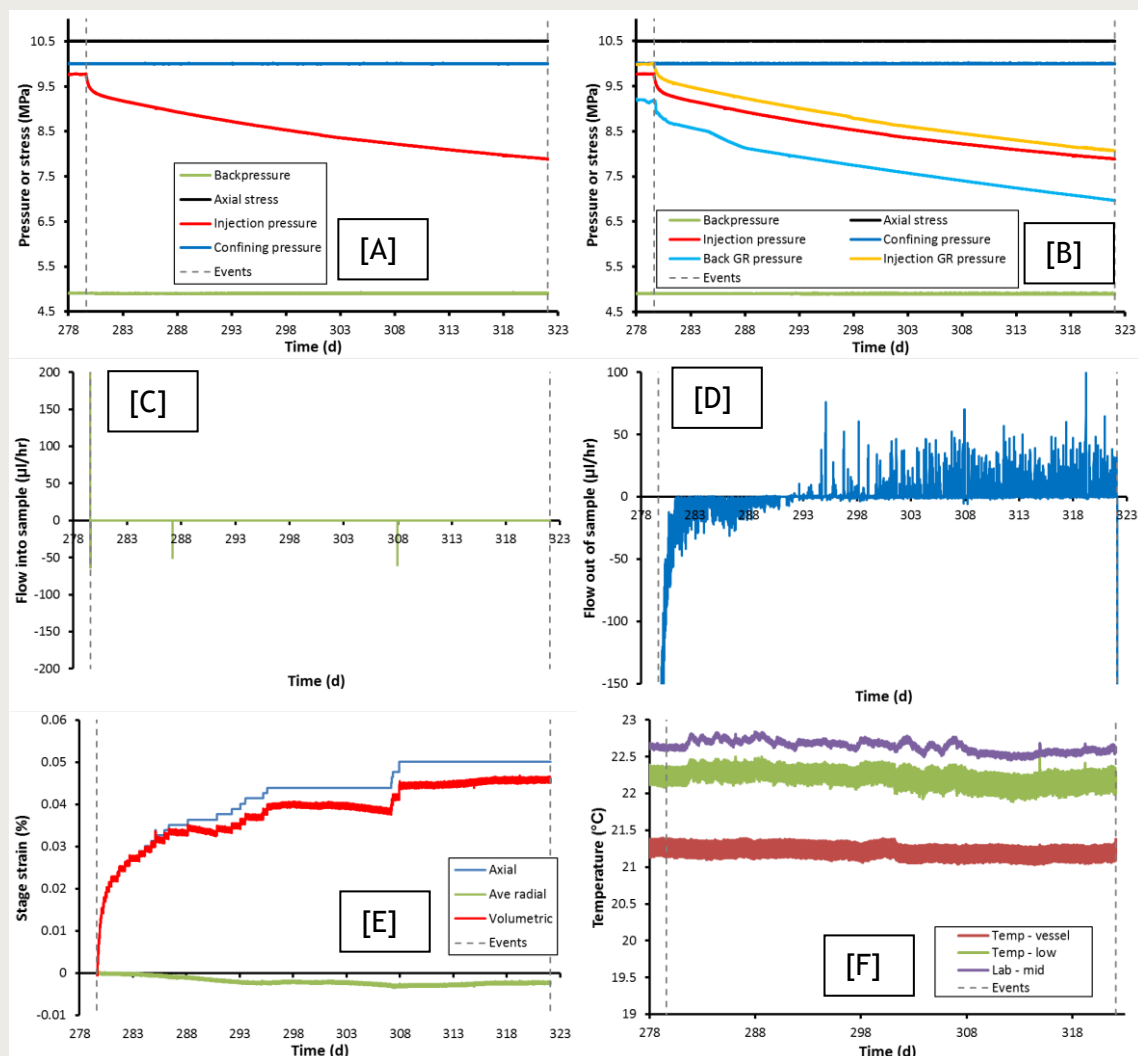 10.5
9.5
8.5
7.5
6.5
5.5
4.5
Pressure or stress (MPa)
Backpressure
Axial stress
Injection pressure
Confining pressure
Events
[A]
278 283 288 293 298 303 308 313 318 323
Time (d)
10.5
9.5
8.5
7.5
6.5
5.5
4.5
Pressure or stress (MPa)
Backpressure Axial stress
Injection pressure Confining pressure
Back GR pressure Injection GR pressure
Events
[B]
278 283 288 293 298 303 308 313 318 323
Time (d)
200
150
100
50
0
-50
-100
-150
-200
Flow into sample (µl/hr)
[C]
278 283 288 293 298 303 308 313 318 323
Time (d)
100
50
0
-50
-100
-150
Flow out of sample (µl/hr)
[D]
278 283 288 293 298 303 308 313 318 323
Time (d)
0.06
0.05
0.04
0.03
0.02
0.01
0
-0.01
Stage strain (%)
Axial
Ave radial
Volumetric
Events
[E]
278 283 288 293 298 303 308 313 318 323
Time (d)
23
22.5
22
21.5
21
20.5
20
19.5
19
Temperature (°C)
Temp - vessel
Temp - low
Lab - mid
Events
[F]
278 288 298 308 318
Time (d)